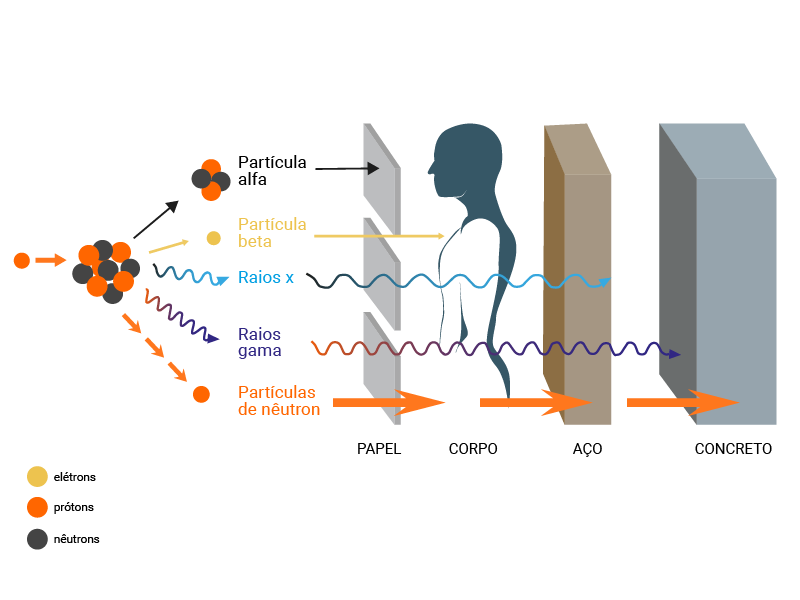 Partícula
alfa
Partícula
beta
Raios x
Raios
gama
Partículas
de nêutron
PAPEL
CORPO
AÇO
CONCRETO
elétrons
prótons
nêutrons